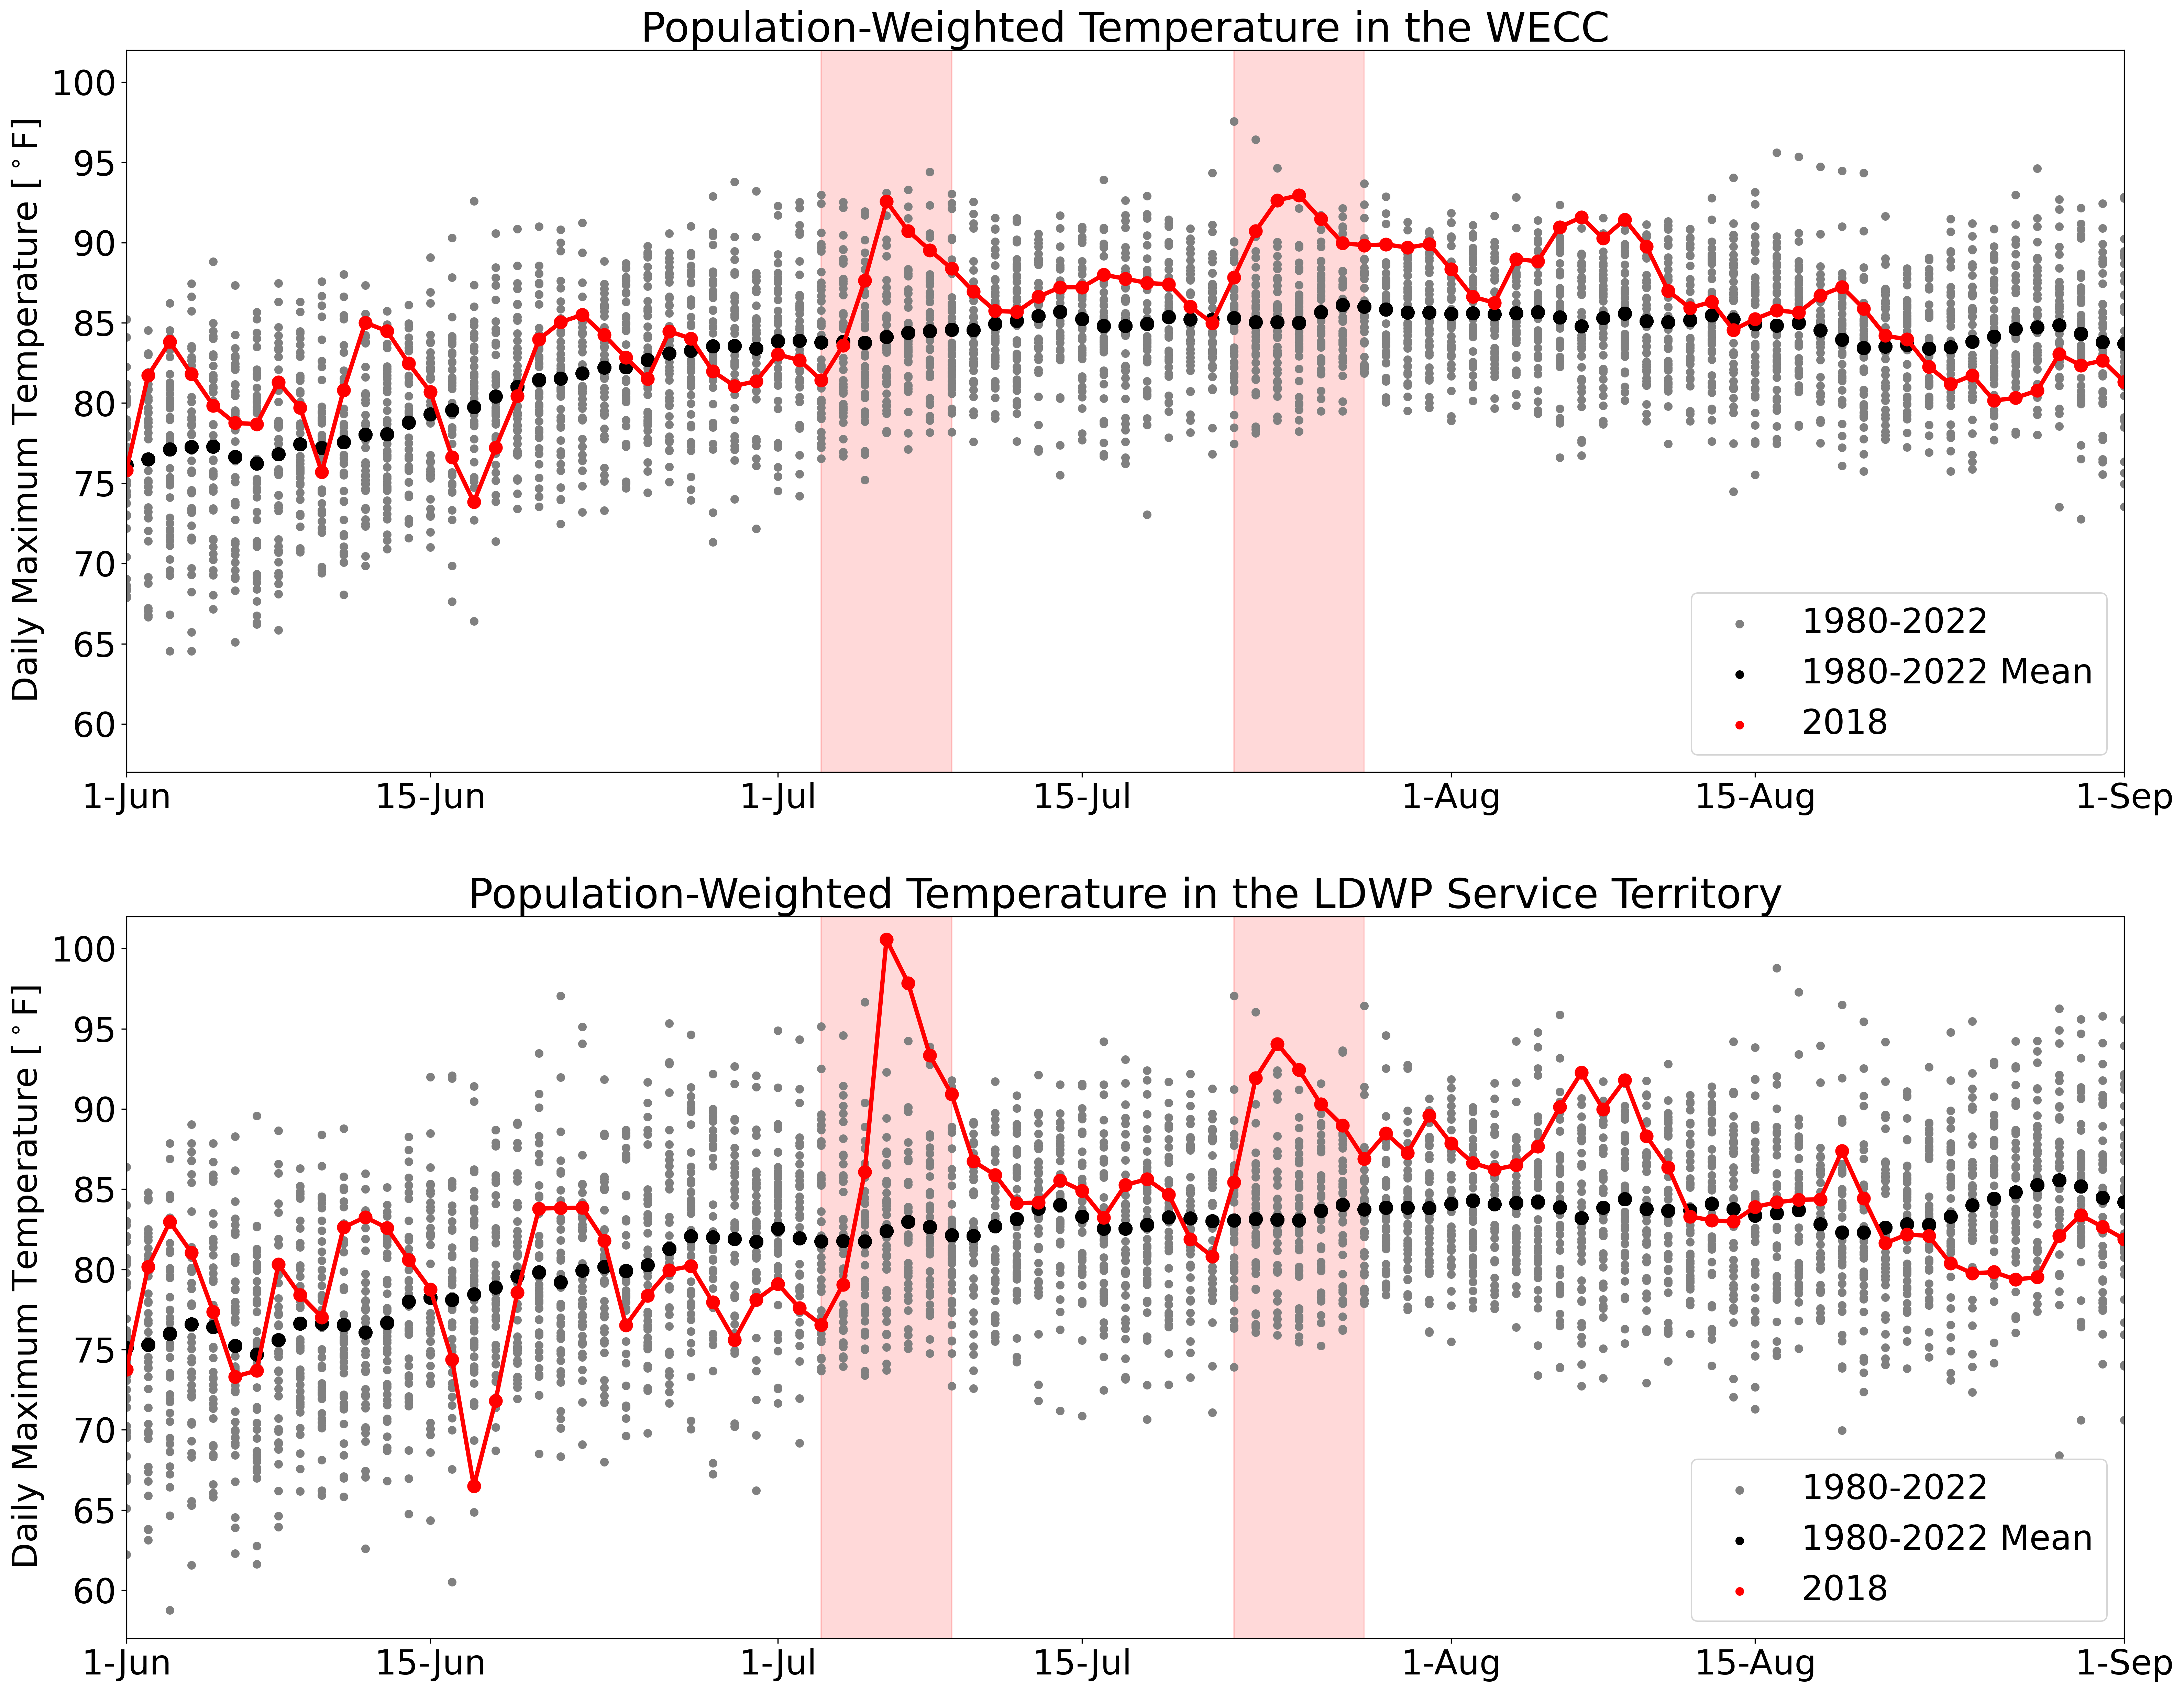 Population-Weighted Temperature in the WECC
Daily Maximum Temperature [°F]
100
95
90
85
80
75
70
65
60
1980-2022
1980-2022 Mean
2018
1-Jun 15-Jun 1-Jul 15-Jul 1-Aug 15-Aug 1-Sep
Population-Weighted Temperature in the LDWP Service Territory
Daily Maximum Temperature [°F]
100
95
90
85
80
75
70
65
60
1980-2022
1980-2022 Mean
2018
1-Jun 15-Jun 1-Jul 15-Jul 1-Aug 15-Aug 1-Sep